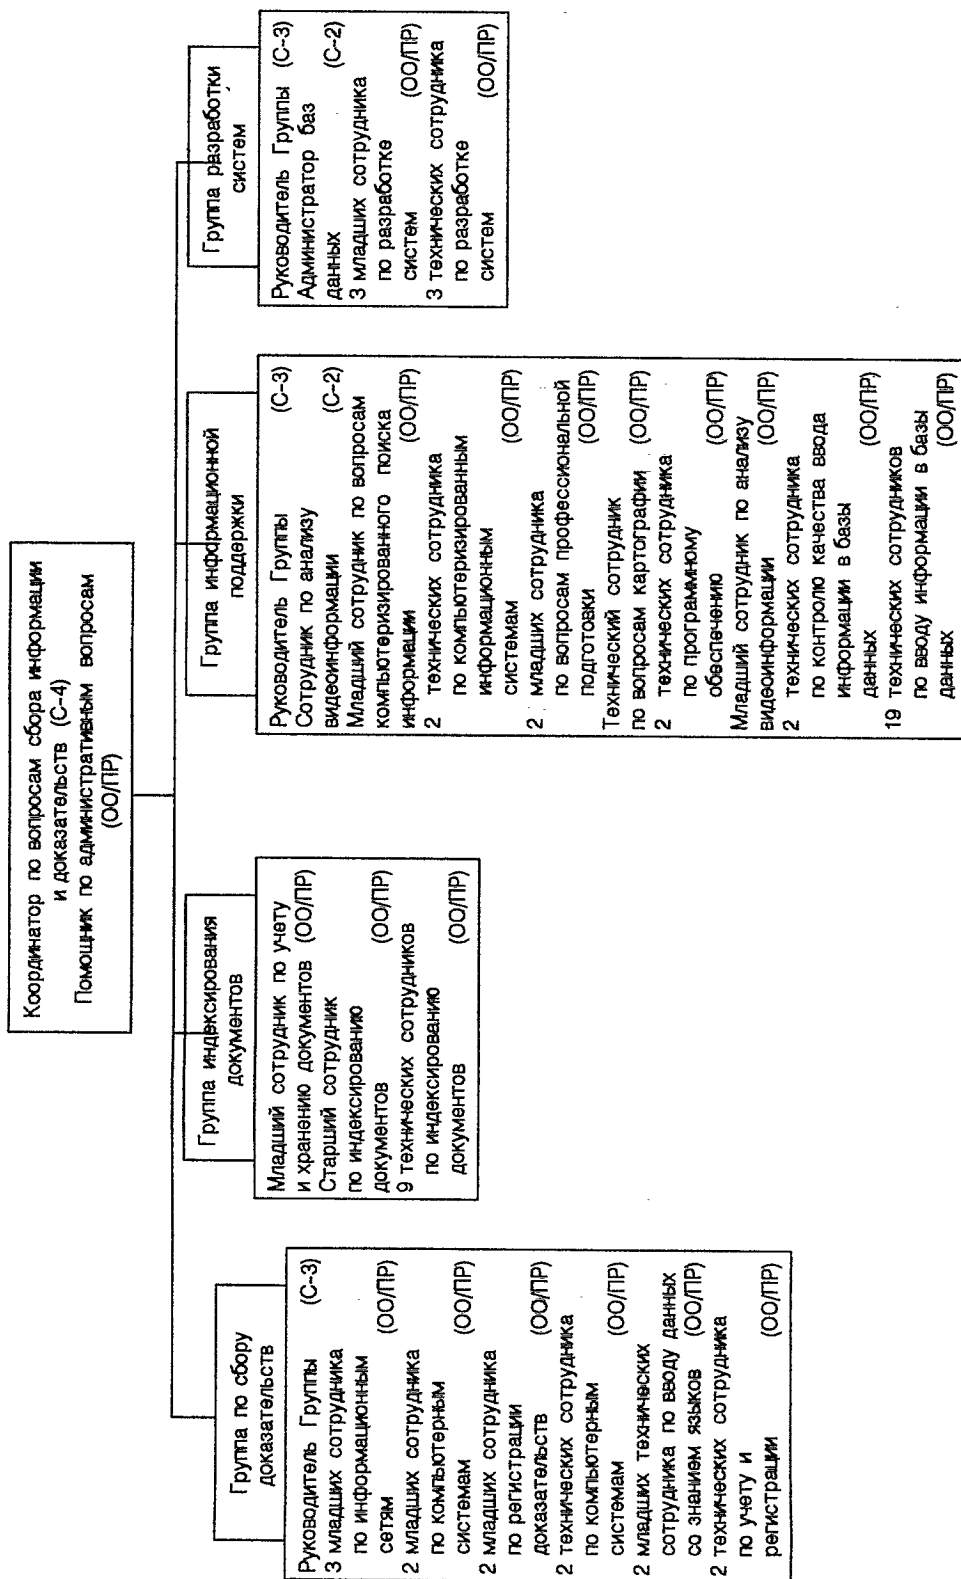 Координатор по вопросам сбора информации
и доказательств (С-4)
Помощник по административным вопросам
(ОО/ПР)
Группа по сбору
доказательств
Руководитель Группы (С-3)
3 младших сотрудника
по информационным
сетям (ОО/ПР)
2 младших сотрудника
по компьютерным
системам (ОО/ПР)
2 младших сотрудника
по регистрации
доказательств (ОО/ПР)
2 технических сотрудника
по компьютерным
системам (ОО/ПР)
2 младших технических
сотрудника по вводу данных
со знанием языков (ОО/ПР)
2 технических сотрудника
по учету и
регистрации (ОО/ПР)
Группа индексирования
документов
Младший сотрудник по учету
и хранению документов (ОО/ПР)
Старший сотрудник
по индексированию
документов (ОО/ПР)
9 технических сотрудников
по индексированию
документов (ОО/ПР)
Группа информационной
поддержки
Руководитель Группы (С-3)
Сотрудник по анализу
видеоинформации (С-2)
Младший сотрудник по вопросам
компьютеризированного поиска
информации (ОО/ПР)
2 технических сотрудника
по компьютеризированным
информационным
системам (ОО/ПР)
2 младших сотрудника
по вопросам профессиональной
подготовки (ОО/ПР)
Технический сотрудник
по вопросам картографии (ОО/ПР)
2 технических сотрудника
по программному
обеспечению (ОО/ПР)
Младший сотрудник по анализу
видеоинформации (ОО/ПР)
2 технических сотрудника
по контролю качества ввода
информации в базы
данных (ОО/ПР)
19 технических сотрудников
по вводу информации в базы
данных (ОО/ПР)
Группа разработки
систем
Руководитель Группы (С-3)
Администратор баз
данных (С-2)
3 младших сотрудника
по разработке
систем (ОО/ПР)
3 технических сотрудника
по разработке
систем (ОО/ПР)